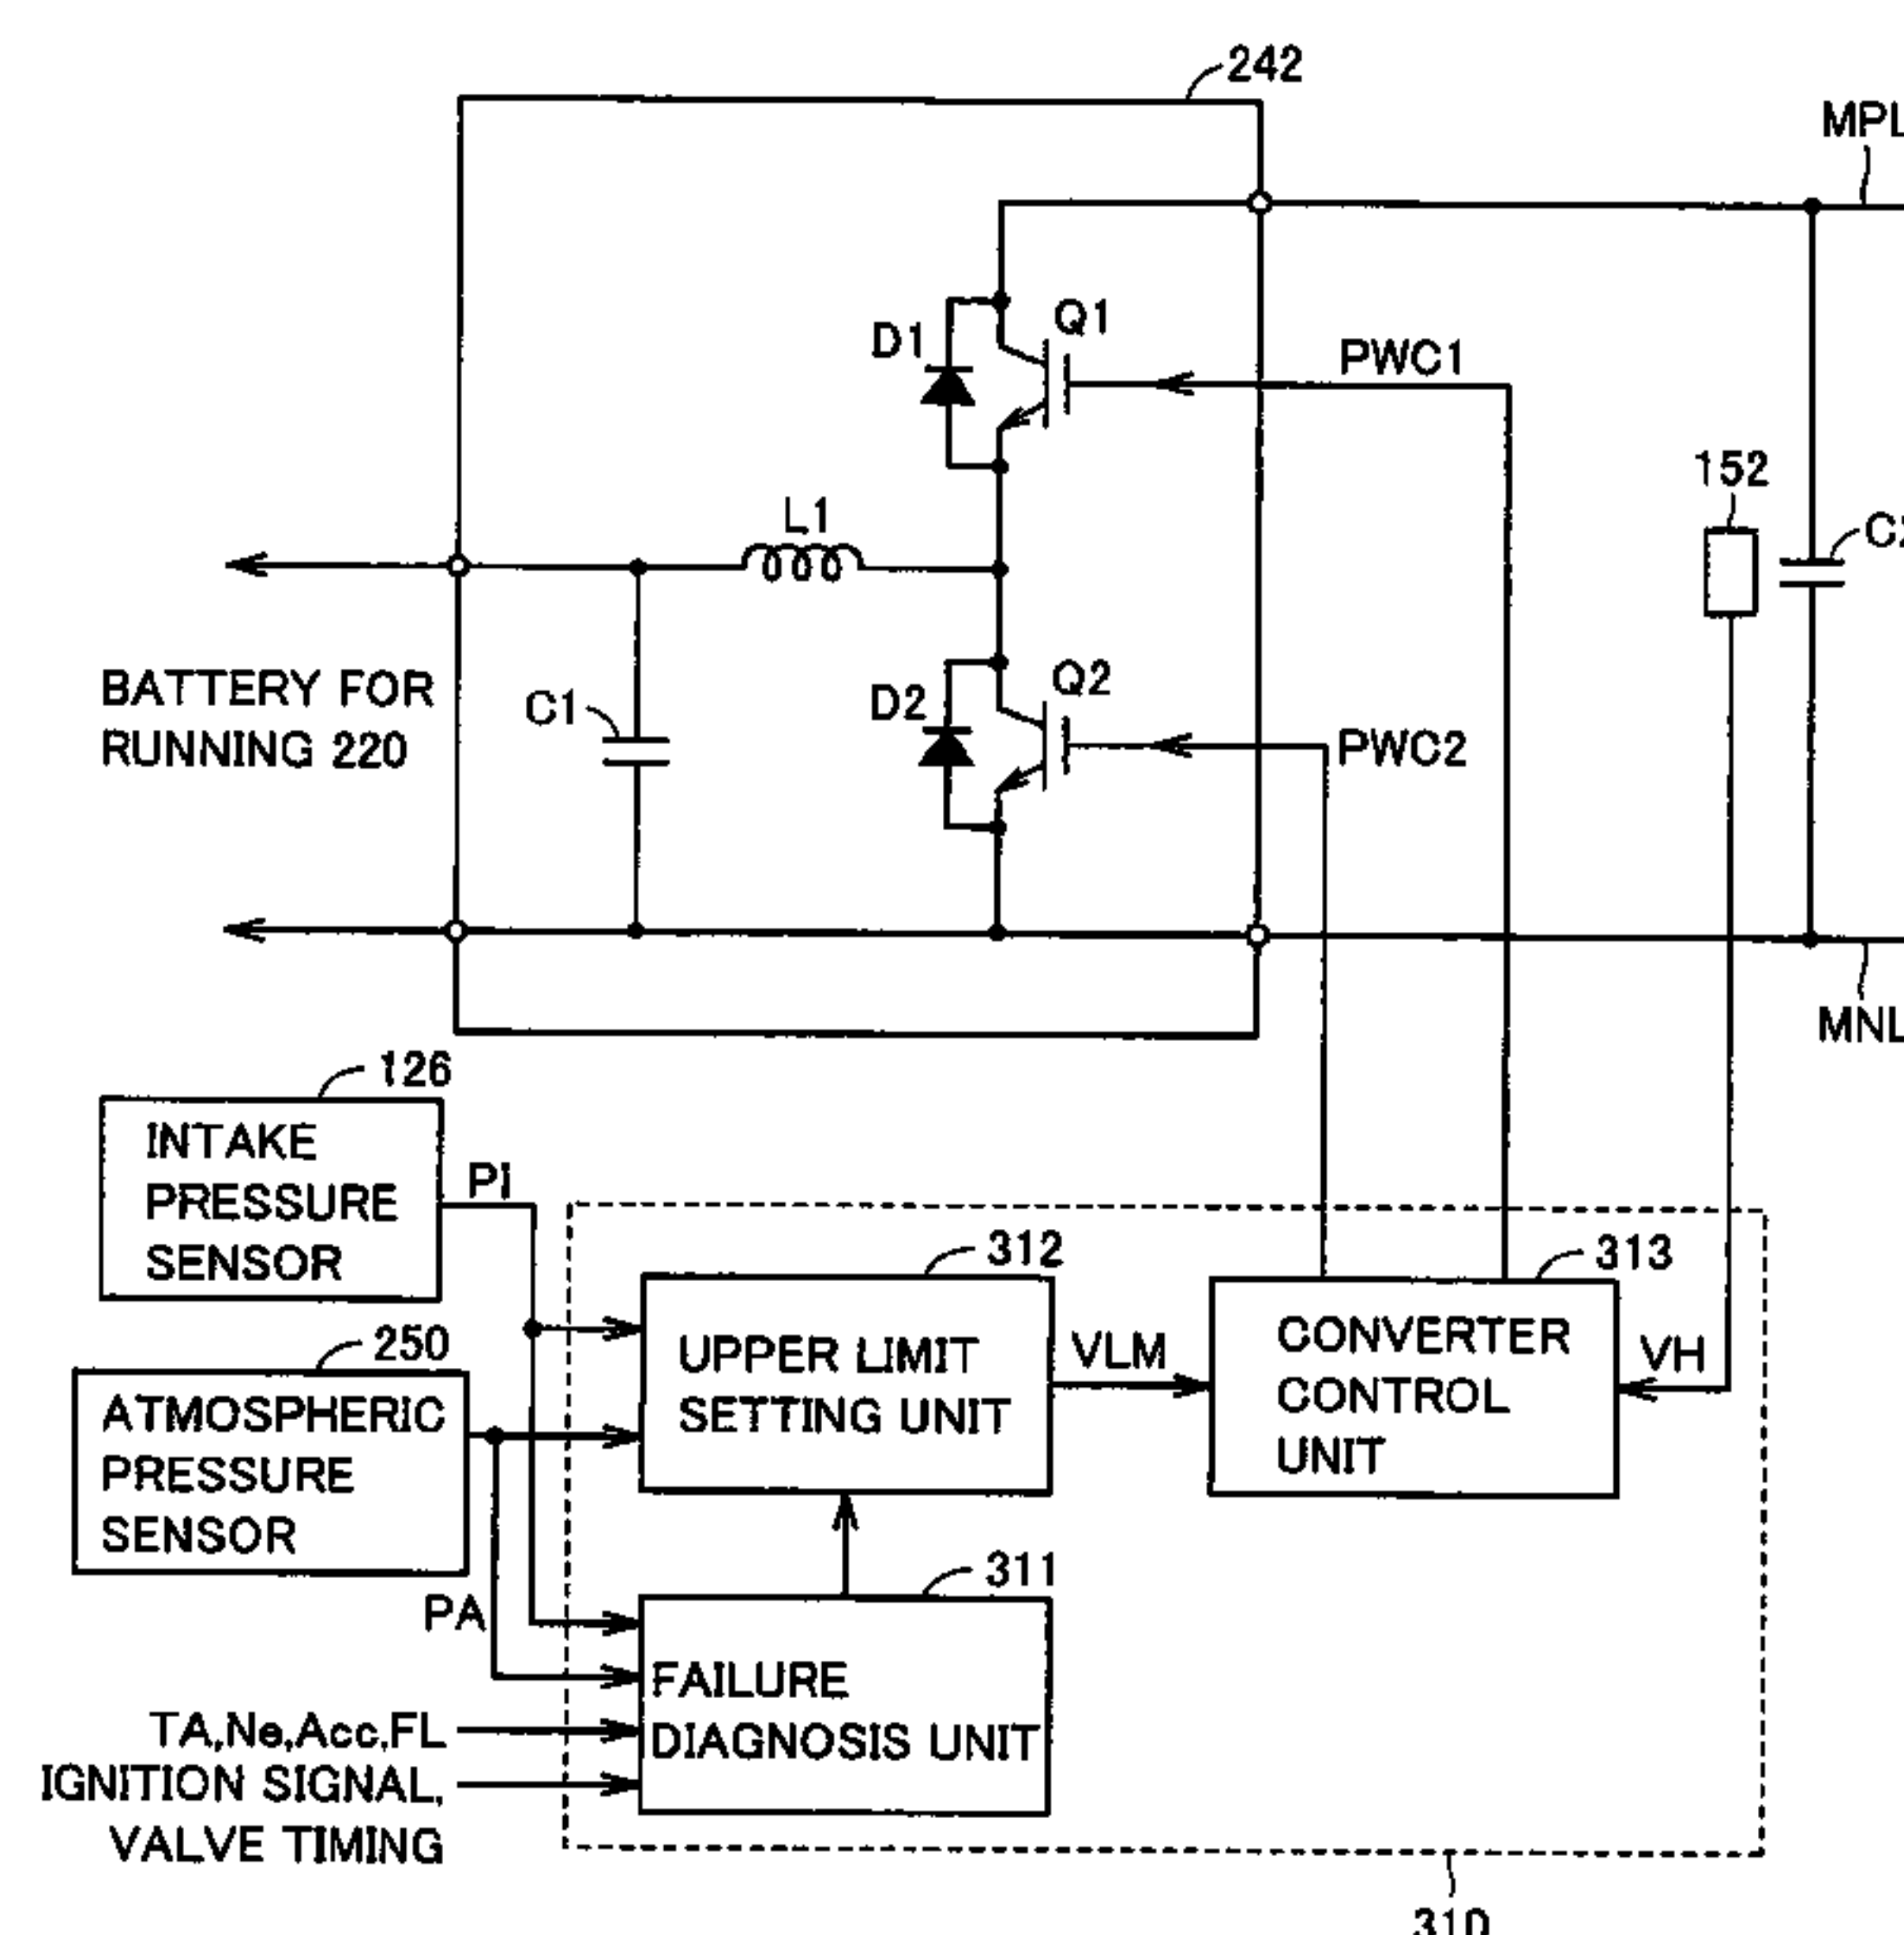 242
MPL
D1
Q1
PWC1
152
L1
C2
BATTERY FOR
RUNNING 220
C1
D2
Q2
PWC2
MNL
126
INTAKE
PRESSURE
SENSOR
PI
312
313
250
UPPER LIMIT
SETTING UNIT
VLM
CONVERTER
CONTROL
UNIT
VH
ATMOSPHERIC
PRESSURE
SENSOR
PA
311
FAILURE
DIAGNOSIS UNIT
TA,Ne,Acc,FL
IGNITION SIGNAL,
VALVE TIMING
310